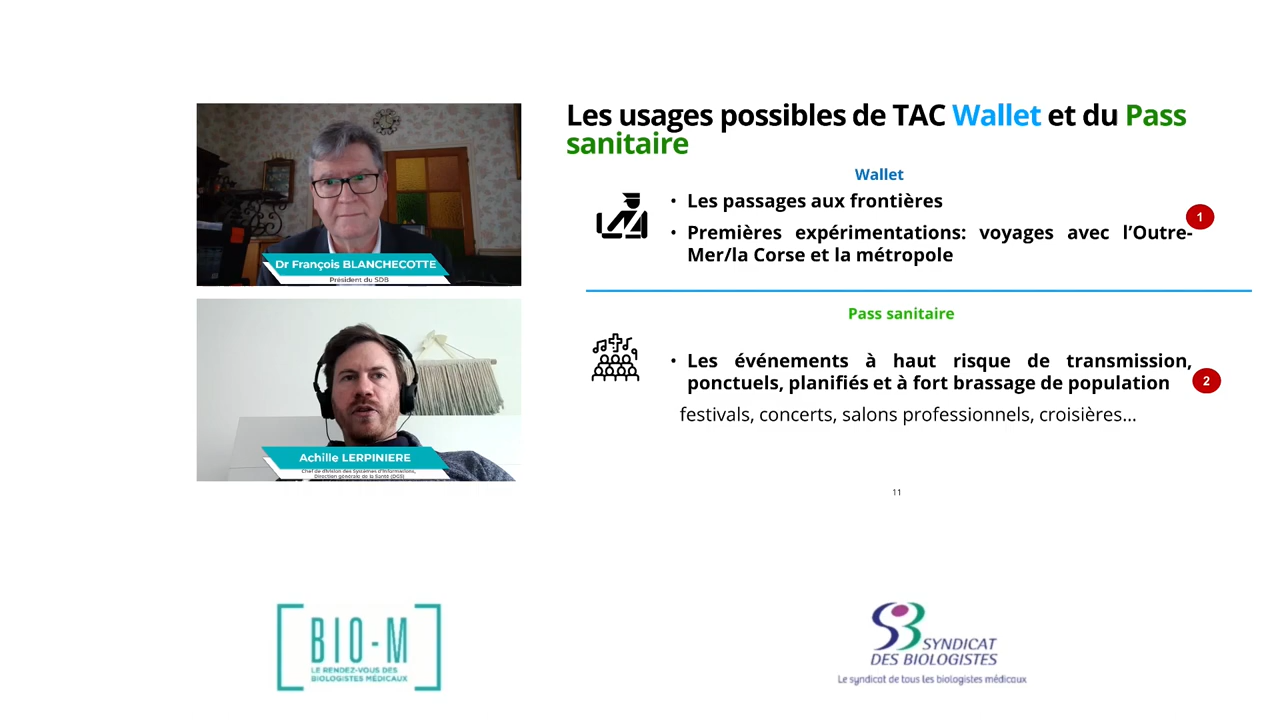 Les usages possibles de TAC Wallet et du Pass
sanitaire
Wallet
• Les passages aux frontières
• Premières expérimentations: voyages avec l'Outre-
Mer/la Corse et la métropole
1
Pass sanitaire
• Les événements à haut risque de transmission,
ponctuels, planifiés et à fort brassage de population
2
festivals, concerts, salons professionnels, croisières...
11
Dr François BLANCHECOTTE
Président du SDB
Achille LERPINIERE
Chef de division des Systèmes d'Informations,
Direction générale de la Santé (DGS)
BIO-M
LE RENDEZ-VOUS DES
BIOLOGISTES MÉDICAUX
SYNDICAT
DES BIOLOGISTES
Le syndicat de tous les biologistes médicaux